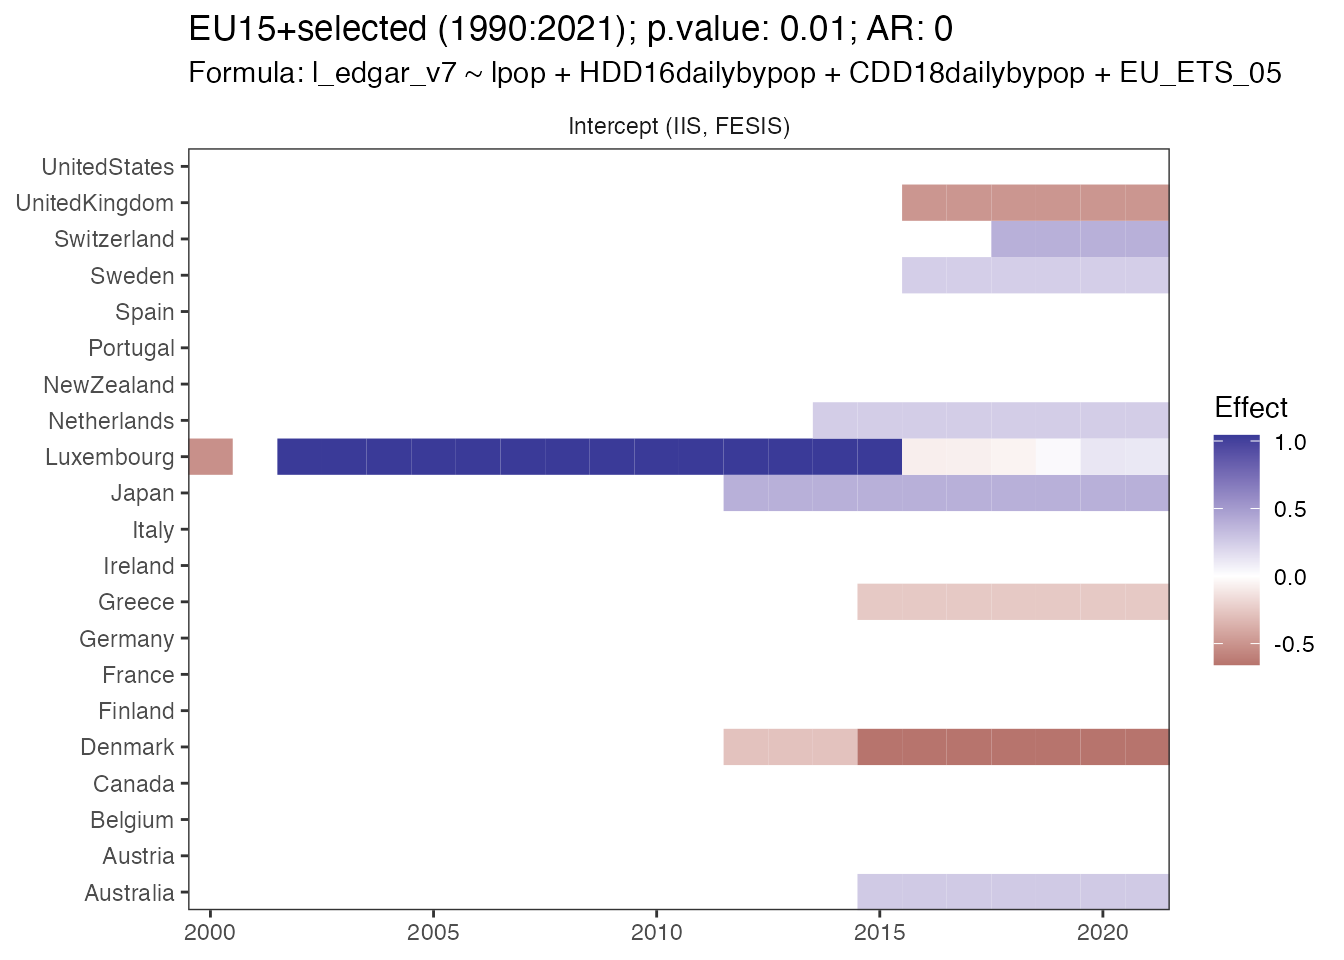 EU15+selected (1990:2021); p.value: 0.01; AR: 0
Formula: l_edgar_v7 ~ lpop + HDD16dailybypop + CDD18dailybypop + EU_ETS_05
Intercept (IIS, FESIS)
UnitedStates
UnitedKingdom
Switzerland
Sweden
Spain
Portugal
NewZealand
Netherlands
Luxembourg
Japan
Italy
Ireland
Greece
Germany
France
Finland
Denmark
Canada
Belgium
Austria
Australia
2000
2005
2010
2015
2020
Effect
1.0
0.5
0.0
-0.5